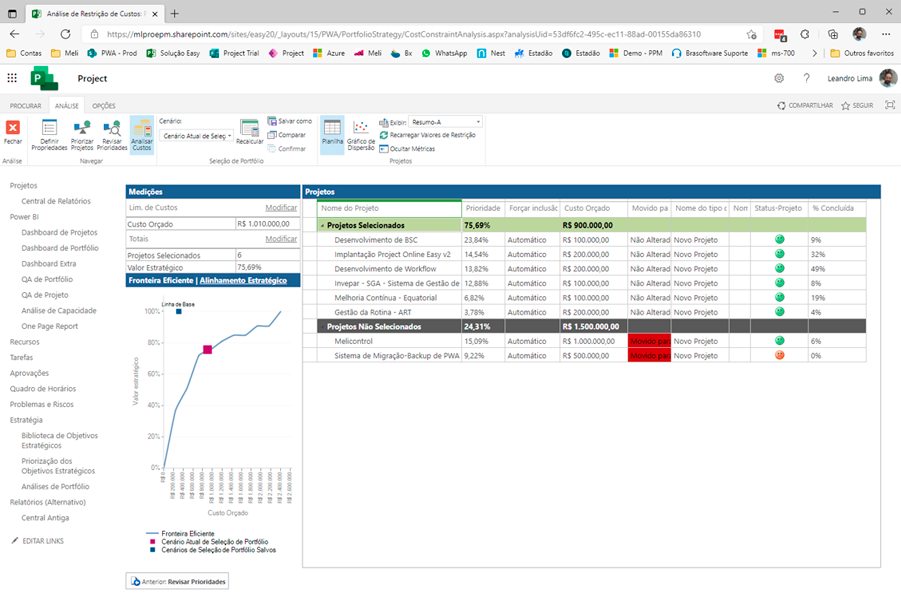 Análise de Restrição de Custos: F
https://mlproepm.sharepoint.com/sites/easy20/_layouts/15/PWA/PortfolioStrategy/CostConstraintAnalysis.aspx?analysisUid=53df6fc2-495c-ec11-88ad-00155da86310
Contas Meli PWA - Prod Solução Easy Project Trial Project Azure Meli 8x WhatsApp Nest Estadão Estadão Demo - PPM Brasoftware Suporte ms-700 Outros favoritos
Project Leandro Lima
PROCURAR ANÁLISE OPÇÕES COMPARTILHAR SEGUIR
Fechar
Definir Propriedades
Priorizar Projetos
Revisar Prioridades
Analisar Custos
Cenário:
Cenário Atual de Seleç
Recalcular
Salvar como
Comparar
Confirmar
Planilha
Gráfico de Dispersão
Exibir: Resumo-A
Recarregar Valores de Restrição
Ocultar Métricas
Análise Navegar Seleção de Portfólio Projetos
Projetos
Central de Relatórios
Power BI
Dashboard de Projetos
Dashboard de Portfólio
Dashboard Extra
QA de Portfólio
QA de Projeto
Análise de Capacidade
One Page Report
Recursos
Tarefas
Aprovações
Quadro de Horários
Problemas e Riscos
Estratégia
Biblioteca de Objetivos
Estratégicos
Priorização dos
Objetivos Estratégicos
Análises de Portfólio
Relatórios (Alternativo)
Central Antiga
EDITAR LINKS
Medições
Lim. de Custos Modificar
Custo Orçado R$ 1.010.000,00
Totais Modificar
Projetos Selecionados 6
Valor Estratégico 75,69%
Fronteira Eficiente | Alinhamento Estratégico
Linha de Base
100%
80%
60%
40%
20%
0%
Valor estratégico
R$ 0
R$ 200.000
R$ 400.000
R$ 600.000
R$ 800.000
R$ 1.000.000
R$ 1.200.000
R$ 1.400.000
R$ 1.600.000
R$ 1.800.000
R$ 2.000.000
R$ 2.200.000
R$ 2.400.000
R$ 2.600.000
Custo Orçado
Fronteira Eficiente
Cenário Atual de Seleção de Portfólio
Cenários de Seleção de Portfólio Salvos
Anterior: Revisar Prioridades
Projetos
Nome do Projeto Prioridade Forçar inclusão Custo Orçado Movido pa Nome do tipo c Non Status-Projeto % Concluída
Projetos Selecionados 75,69% R$ 900.000,00
Desenvolvimento de BSC 23,84% Automático R$ 100.000,00 Não Alterad Novo Projeto 9%
Implantação Project Online Easy v2 14,54% Automático R$ 200.000,00 Não Alterad Novo Projeto 32%
Desenvolvimento de Workflow 13,82% Automático R$ 200.000,00 Não Alterad Novo Projeto 49%
Invepar - SGA - Sistema de Gestão de 12,88% Automático R$ 100.000,00 Não Alterad Novo Projeto 8%
Melhoria Contínua - Equatorial 6,82% Automático R$ 100.000,00 Não Alterad Novo Projeto 19%
Gestão da Rotina - ART 3,78% Automático R$ 200.000,00 Não Alterad Novo Projeto 4%
Projetos Não Selecionados 24,31% R$ 1.500.000,00
Melicontrol 15,09% Automático R$ 1.000.000,00 Movido par Novo Projeto 6%
Sistema de Migração-Backup de PWA 9,22% Automático R$ 500.000,00 Movido par Novo Projeto 0%